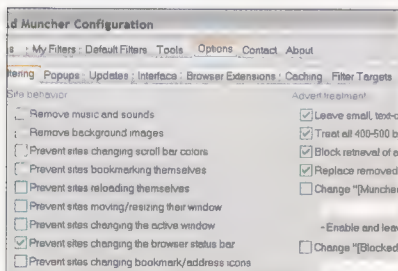 d Muncher Configuration
s My Filters Default Filters Tools Options Contact About
ltering Popups Updates Interface Browser Extensions Caching Filter Targets
Site behavior
Advert treatment
Remove music and sounds
Leave small, text-o
Remove background images
Treat all 400-500 b
Prevent sites changing scroll bar colors
Block retrieval of a
Prevent sites bookmarking themselves
Replace removed
Prevent sites reloading themselves
Change "[Munche
Prevent sites moving/resizing their window
Prevent sites changing the active window
- Enable and leav
Prevent sites changing the browser status bar
Change "[Blocked
Prevent sites changing bookmark/address icons